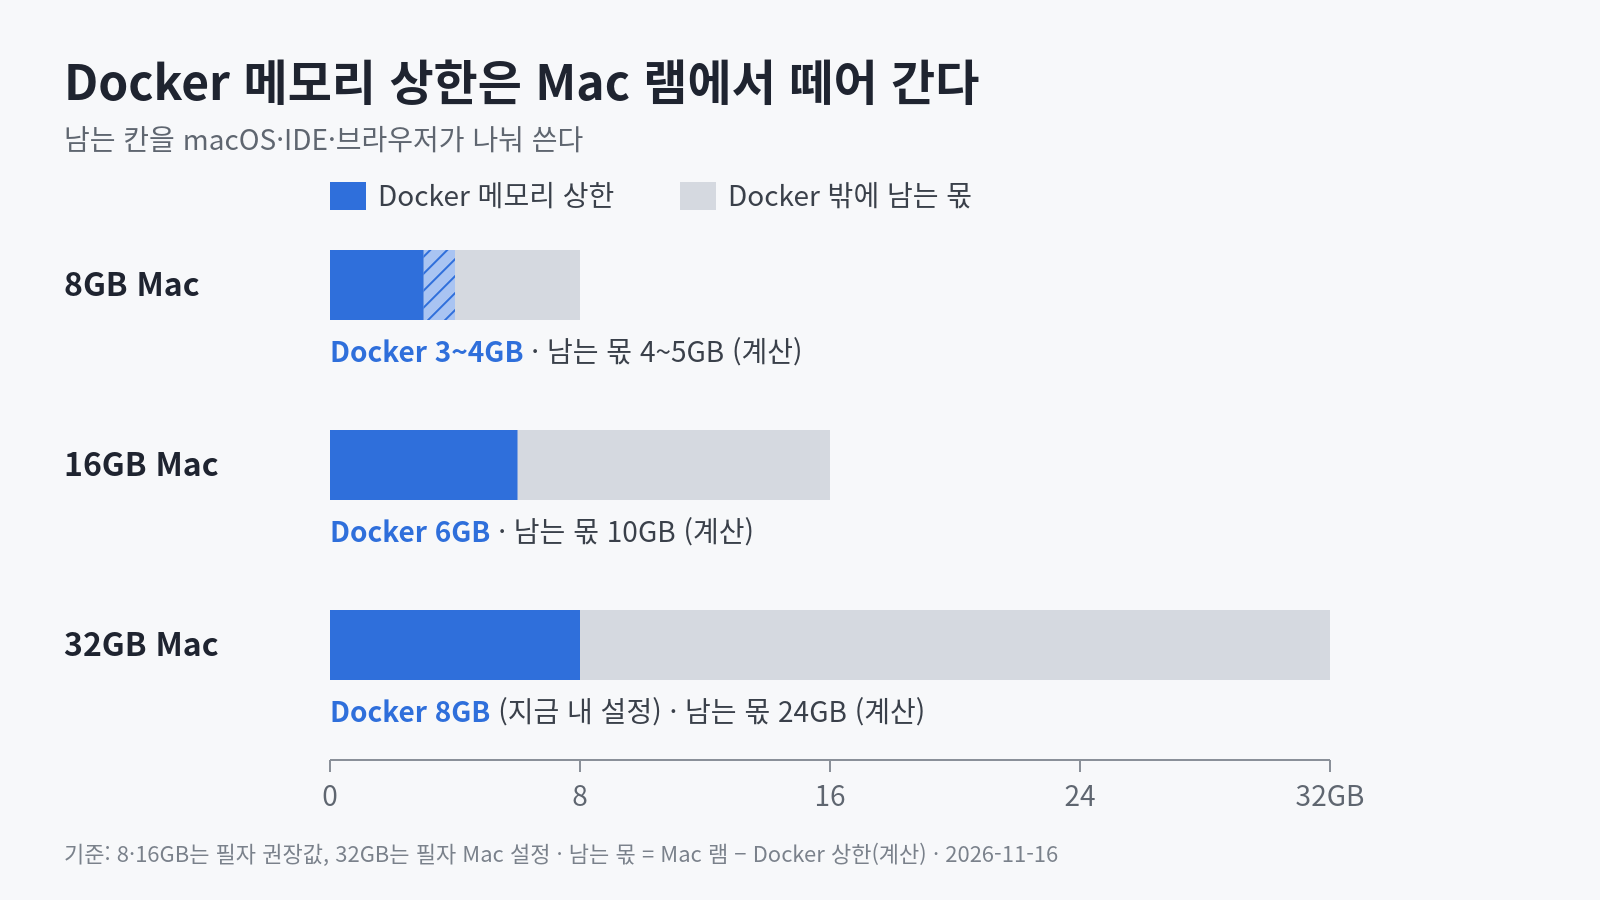 Docker 메모리 상한은 Mac 램에서 떼어 간다
남는 칸을 macOS·IDE·브라우저가 나눠 쓴다
Docker 메모리 상한
Docker 밖에 남는 몫
8GB Mac
Docker 3~4GB · 남는 몫 4~5GB (계산)
16GB Mac
Docker 6GB · 남는 몫 10GB (계산)
32GB Mac
Docker 8GB (지금 내 설정) · 남는 몫 24GB (계산)
0 8 16 24 32GB
기준: 8·16GB는 필자 권장값, 32GB는 필자 Mac 설정 · 남는 몫 = Mac 램 − Docker 상한(계산) · 2026-11-16